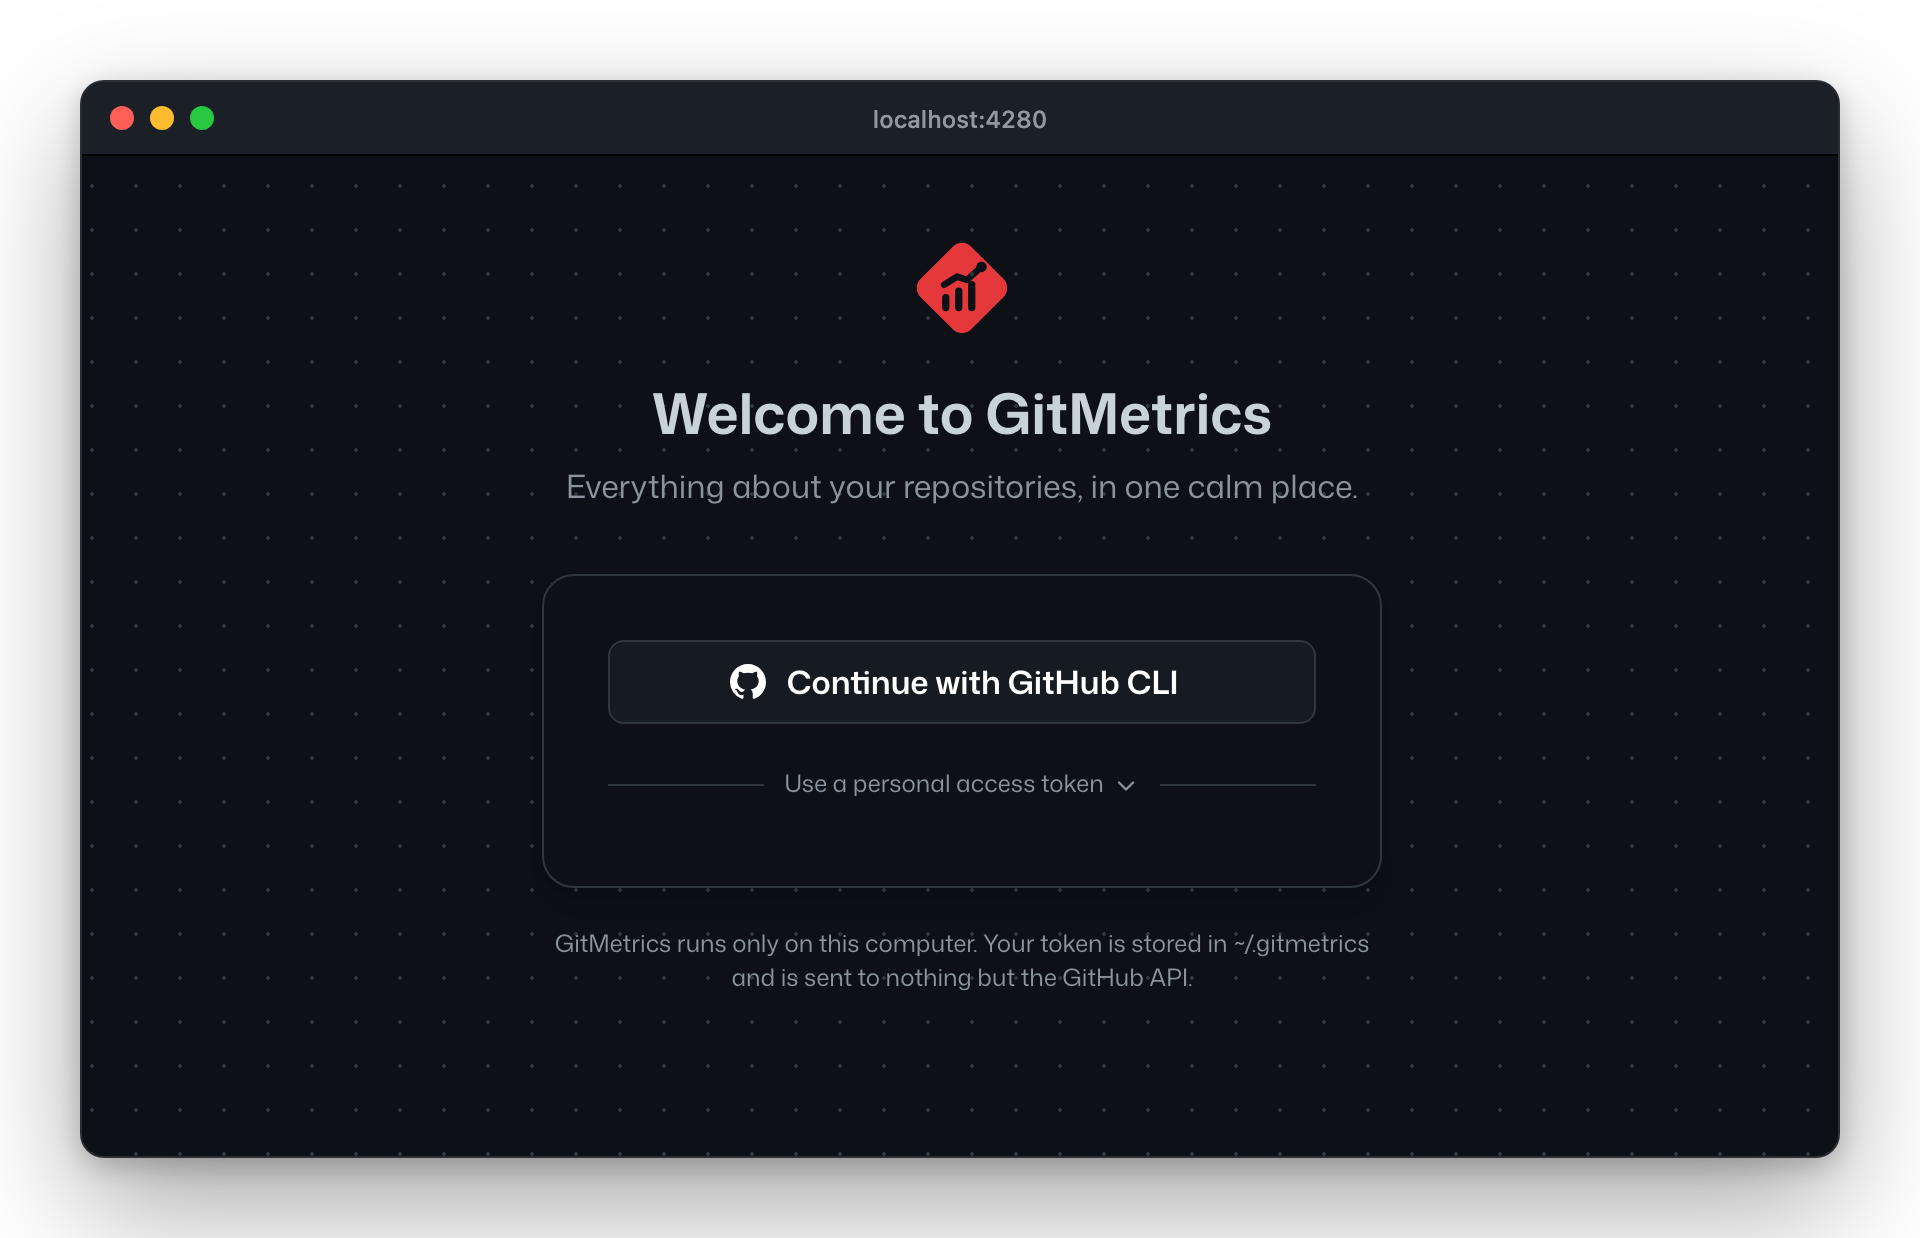 localhost:4280
Welcome to GitMetrics
Everything about your repositories, in one calm place.
Continue with GitHub CLI
Use a personal access token
GitMetrics runs only on this computer. Your token is stored in ~/.gitmetrics
and is sent to nothing but the GitHub API.